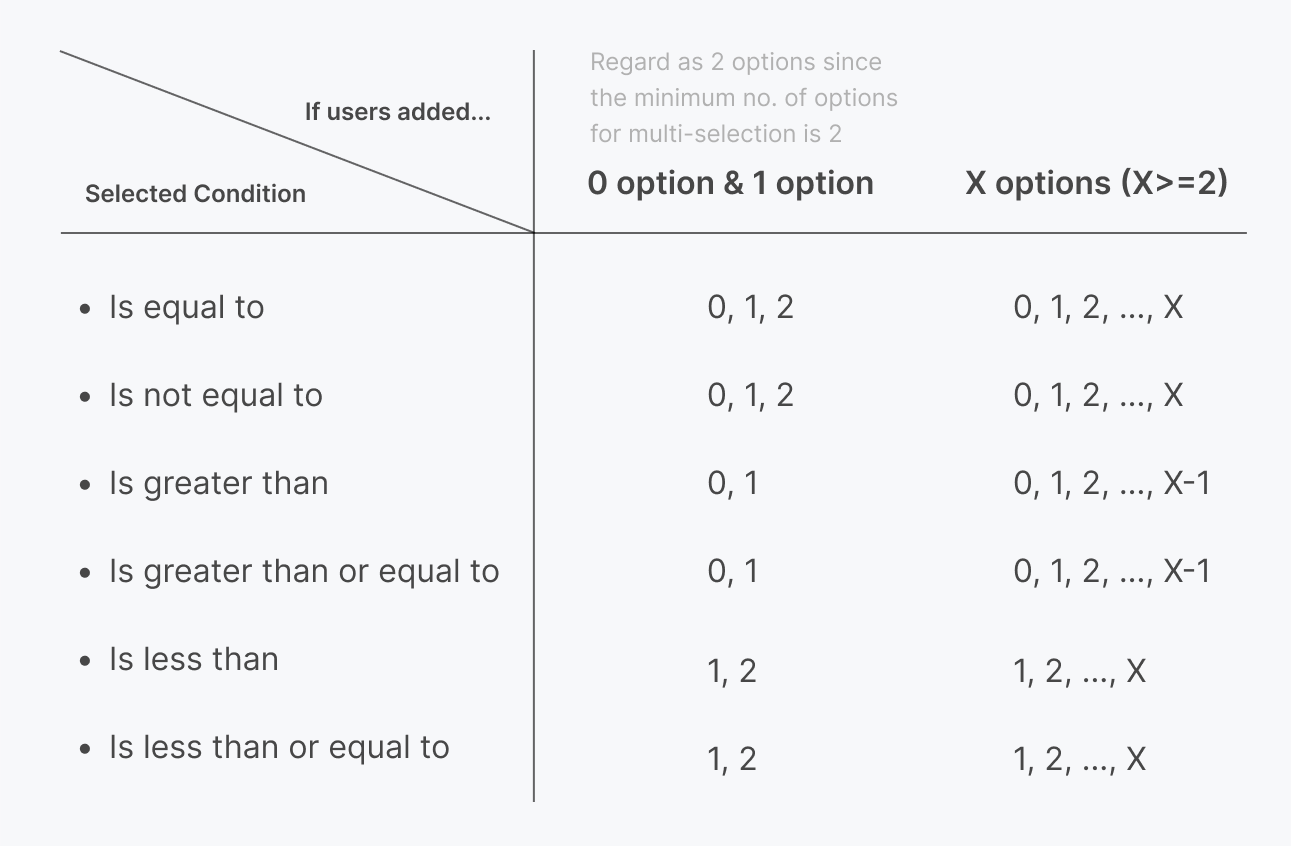 Regard as 2 options since
the minimum no. of options
for multi-selection is 2
If users added...
Selected Condition
0 option & 1 option
X options (X>=2)
• Is equal to
0, 1, 2
0, 1, 2, ..., X
• Is not equal to
0, 1, 2
0, 1, 2, ..., X
• Is greater than
0, 1
0, 1, 2, ..., X-1
• Is greater than or equal to
0, 1
0, 1, 2, ..., X-1
• Is less than
1, 2
1, 2, ..., X
• Is less than or equal to
1, 2
1, 2, ..., X